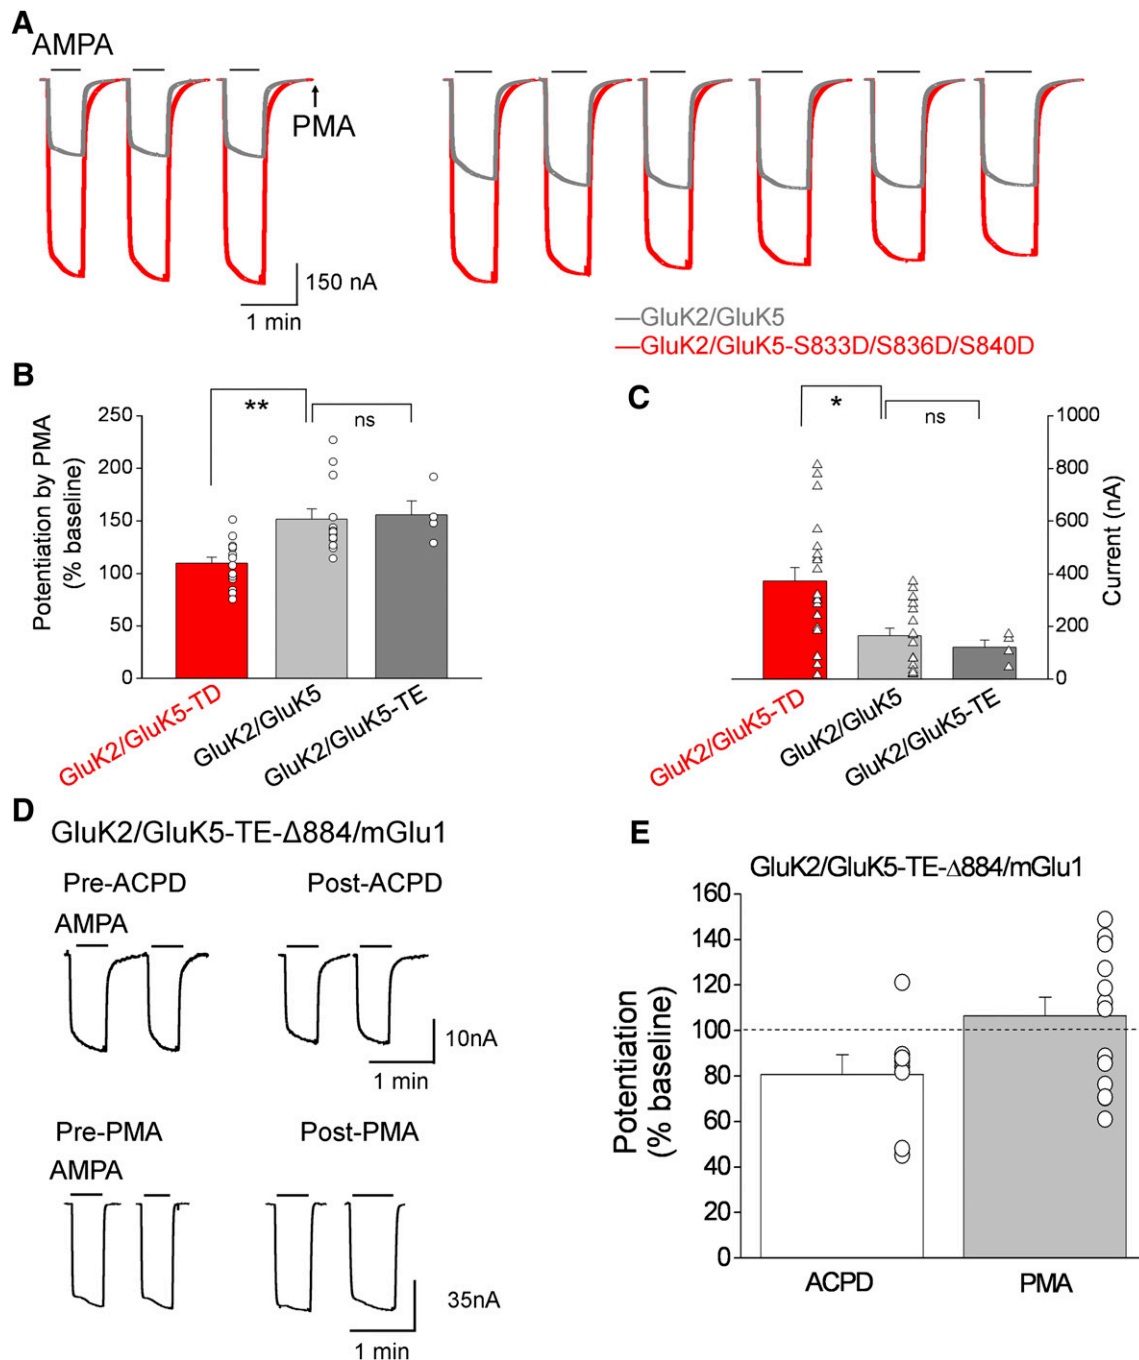 A
AMPA
PMA
150 nA
1 min
—GluK2/GluK5
—GluK2/GluK5-S833D/S836D/S840D
B
**
ns
250
200
150
100
50
0
Potentiation by PMA
(% baseline)
GluK2/GluK5-TD
GluK2/GluK5
GluK2/GluK5-TE
C
*
ns
1000
800
600
400
200
0
Current (nA)
GluK2/GluK5-TD
GluK2/GluK5
GluK2/GluK5-TE
D
GluK2/GluK5-TE-Δ884/mGlu1
Pre-ACPD Post-ACPD
AMPA
10nA
1 min
Pre-PMA Post-PMA
AMPA
35nA
1 min
E
GluK2/GluK5-TE-Δ884/mGlu1
160
140
120
100
80
60
40
20
0
Potentiation
(% baseline)
ACPD PMA